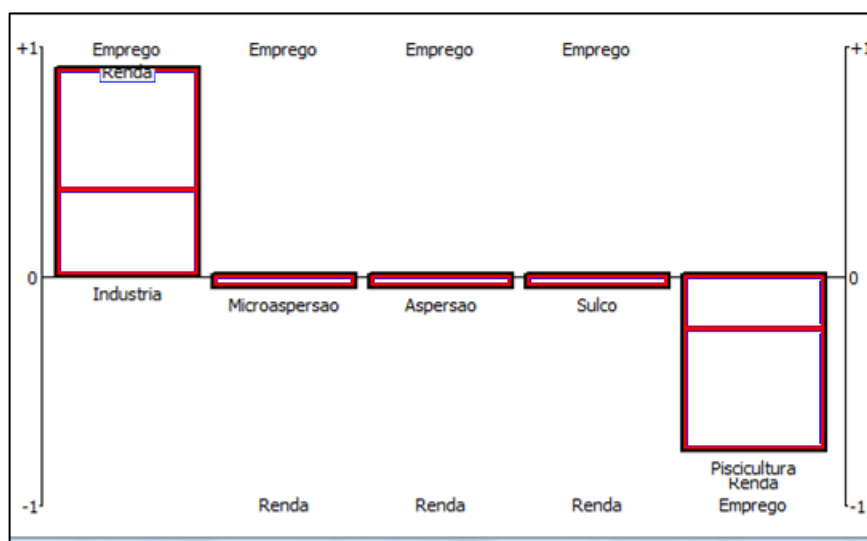 +1 Emprego Emprego Emprego Emprego +1
Renda
0 0
Industria Microaspersao Aspersao Sulco
Piscicultura
Renda
-1 Renda Renda Renda Emprego -1